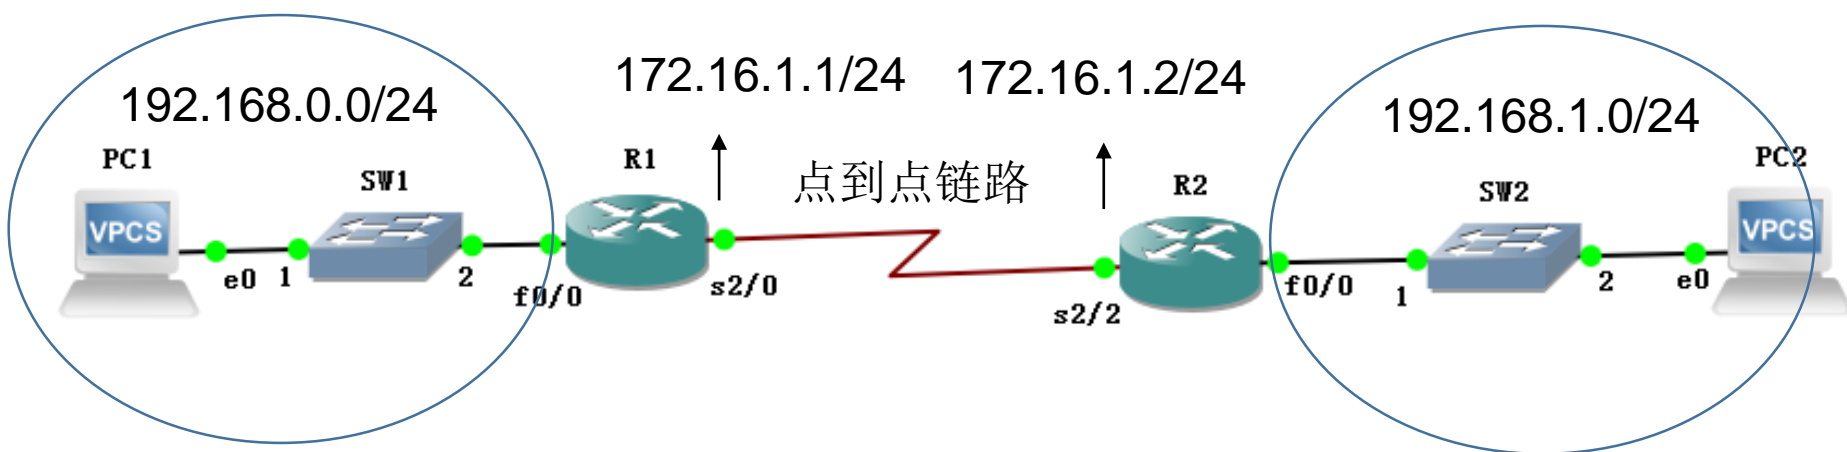 172.16.1.1/24 172.16.1.2/24
192.168.0.0/24
192.168.1.0/24
PC1
R1
PC2
SW1
点到点链路
R2
SW2
VPCS
VPCS
e0 1
2
f0/0
s2/0
s2/2
f0/0
1
2
e0